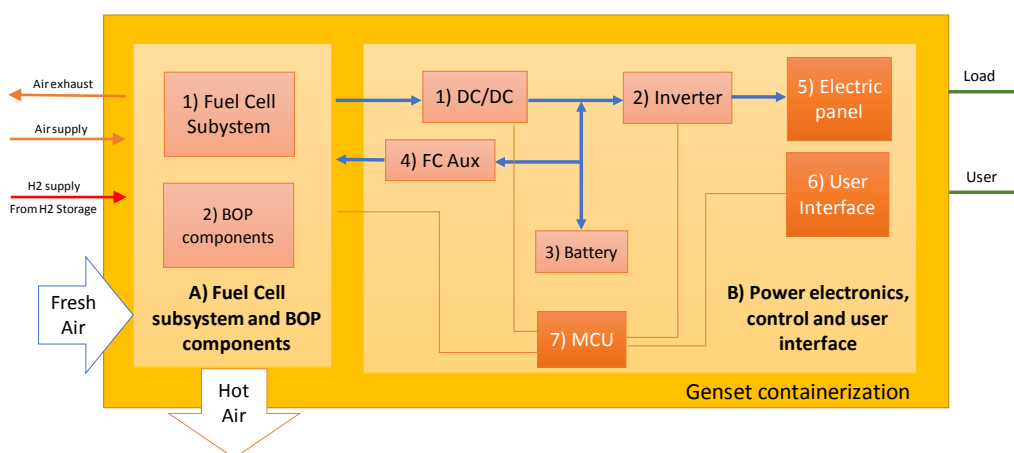 Air exhaust
Air supply
H2 supply
From H2 Storage
Fresh
Air
1) Fuel Cell
Subystem
2) BOP
components
A) Fuel Cell
subsystem and BOP
components
Hot
Air
1) DC/DC
2) Inverter
5) Electric
panel
4) FC Aux
6) User
Interface
3) Battery
7) MCU
B) Power electronics,
control and user
interface
Genset containerization
Load
User